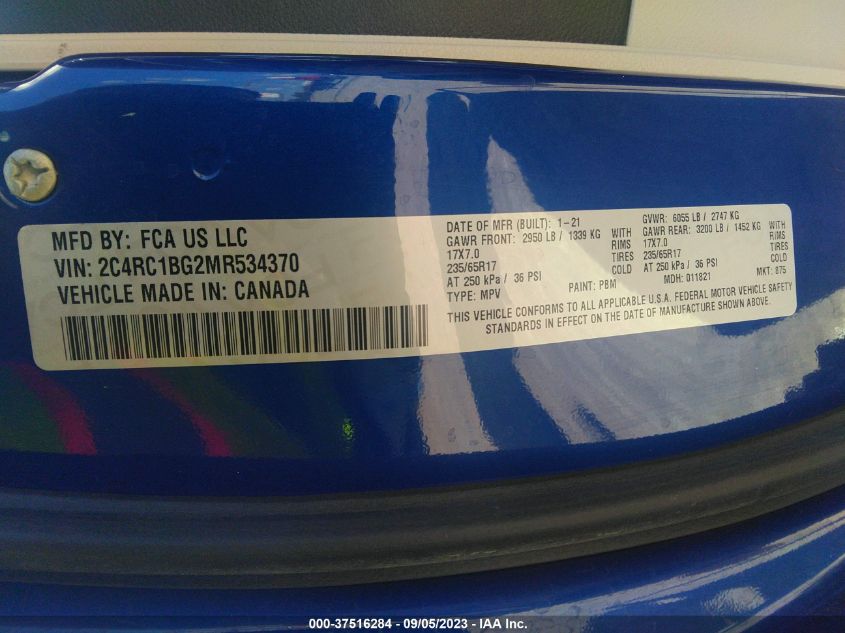 MFD BY: FCA US LLC
VIN: 2C4RC1BG2MR534370
VEHICLE MADE IN: CANADA
DATE OF MFR (BUILT): 1-21 GVWR: 6055 LB / 2747 KG
GAWR FRONT: 2950 LB / 1339 KG WITH GAWR REAR: 3200 LB / 1452 KG WITH
17X7.0 RIMS 17X7.0 RIMS
235/65R17 TIRES 235/65R17 TIRES
AT 250 kPa / 36 PSI COLD AT 250 kPa / 36 PSI COLD
TYPE: MPV PAINT: PBM MDH: 011821 MKT: 875
THIS VEHICLE CONFORMS TO ALL APPLICABLE U.S.A. FEDERAL MOTOR VEHICLE SAFETY
STANDARDS IN EFFECT ON THE DATE OF MANUFACTURE SHOWN ABOVE.
000-37516284 - 09/05/2023 - IAA Inc.